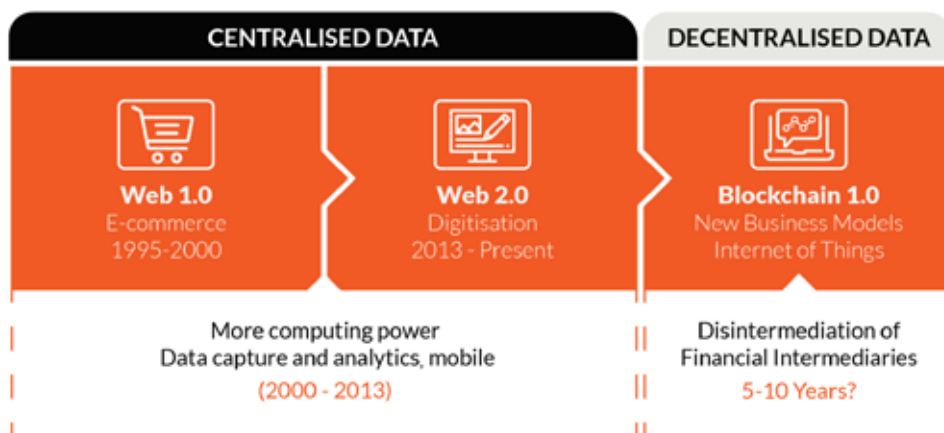 CENTRALISED DATA
DECENTRALISED DATA
Web 1.0
E-commerce
1995-2000
Web 2.0
Digitisation
2013 - Present
Blockchain 1.0
New Business Models
Internet of Things
More computing power
Data capture and analytics, mobile
(2000 - 2013)
Disintermediation of
Financial Intermediaries
5-10 Years?